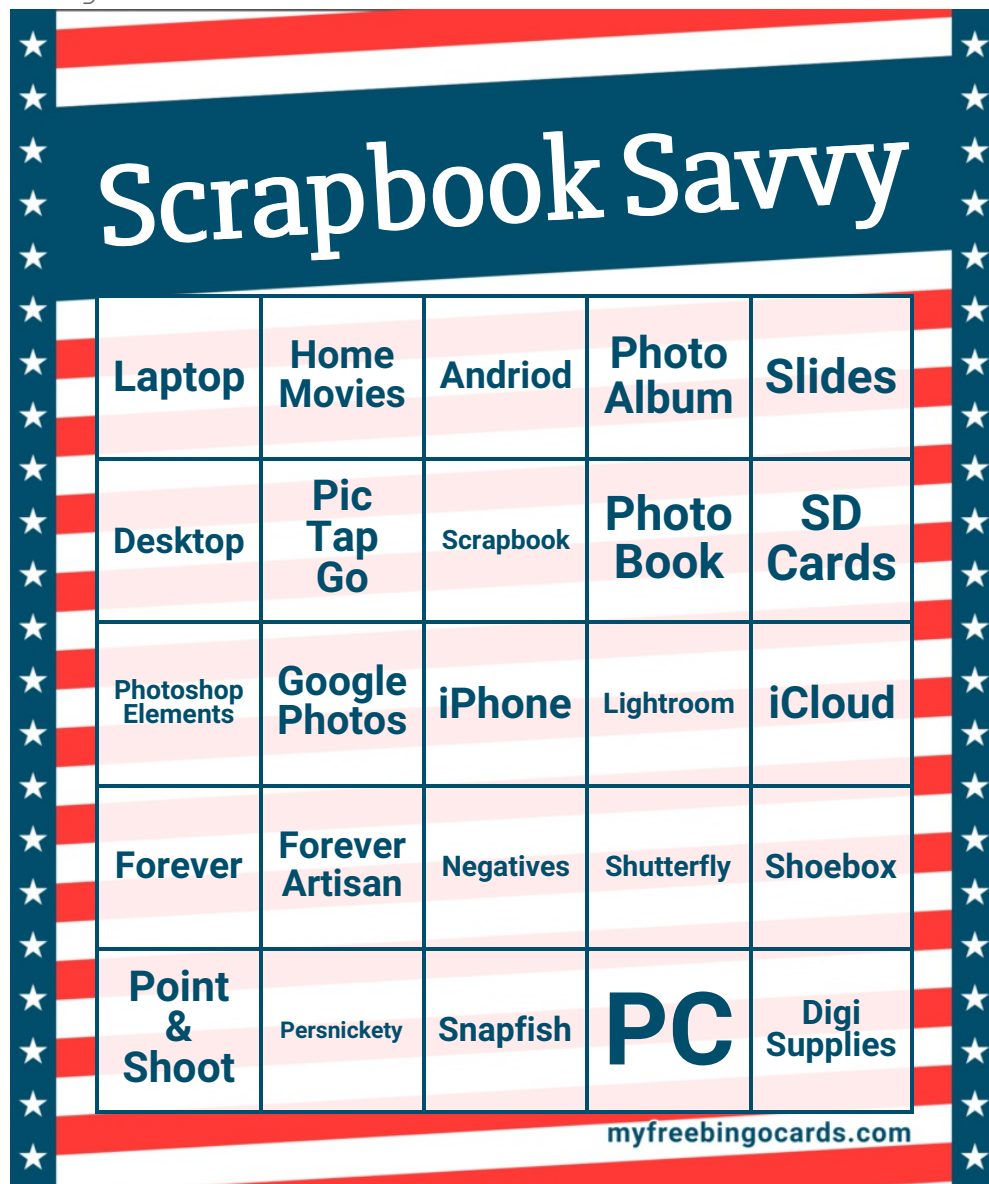 Scrapbook Savvy
Laptop
Home
Movies
Andriod
Photo
Album
Slides
Desktop
Pic
Tap
Go
Scrapbook
Photo
Book
SD
Cards
Photoshop
Elements
Google
Photos
iPhone
Lightroom
iCloud
Forever
Forever
Artisan
Negatives
Shutterfly
Shoebox
Point
&
Shoot
Persnickety
Snapfish
PC
Digi
Supplies
myfreebingocards.com